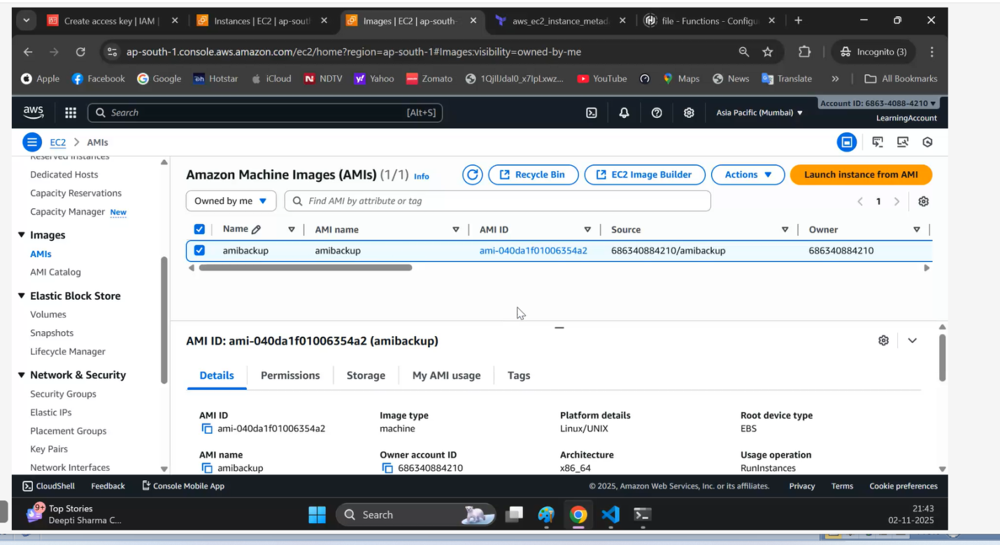 Create access key | IAM |
Instances | EC2 | ap-sout
Images | EC2 | ap-south-
aws_ec2_instance_metad
file - Functions - Configu
ap-south-1.console.aws.amazon.com/ec2/home?region=ap-south-1#Images:visibility=owned-by-me
Incognito (3)
Apple Facebook Google Hotstar iCloud NDTV Yahoo Zomato YouTube Maps News Translate All Bookmarks
aws Search [Alt+S] Asia Pacific (Mumbai) Account ID: 6863-4088-4210
LearningAccount
EC2 > AMIs
Reserved Instances
Dedicated Hosts
Capacity Reservations
Capacity Manager New
Images
AMIs
AMI Catalog
Elastic Block Store
Volumes
Snapshots
Lifecycle Manager
Network & Security
Security Groups
Elastic IPs
Placement Groups
Key Pairs
Network Interfaces
Amazon Machine Images (AMIs) (1/1) Info Recycle Bin EC2 Image Builder Actions Launch instance from AMI
Owned by me Find AMI by attribute or tag 1
Name AMI name AMI ID Source Owner
amibackup amibackup ami-040da1f01006354a2 686340884210/amibackup 686340884210
AMI ID: ami-040da1f01006354a2 (amibackup)
Details Permissions Storage My AMI usage Tags
AMI ID Image type Platform details Root device type
ami-040da1f01006354a2 machine Linux/UNIX EBS
AMI name Owner account ID Architecture Usage operation
amibackup 686340884210 x86_64 RunInstances
CloudShell Feedback Console Mobile App © 2025, Amazon Web Services, Inc. or its affiliates. Privacy Terms Cookie preferences
9+ Top Stories
Deepti Sharma C...
Search
21:43
02-11-2025